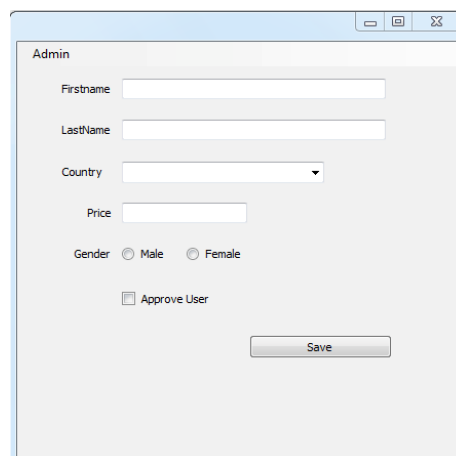 Admin
Firstname
LastName
Country
Price
Gender Male Female
Approve User
Save